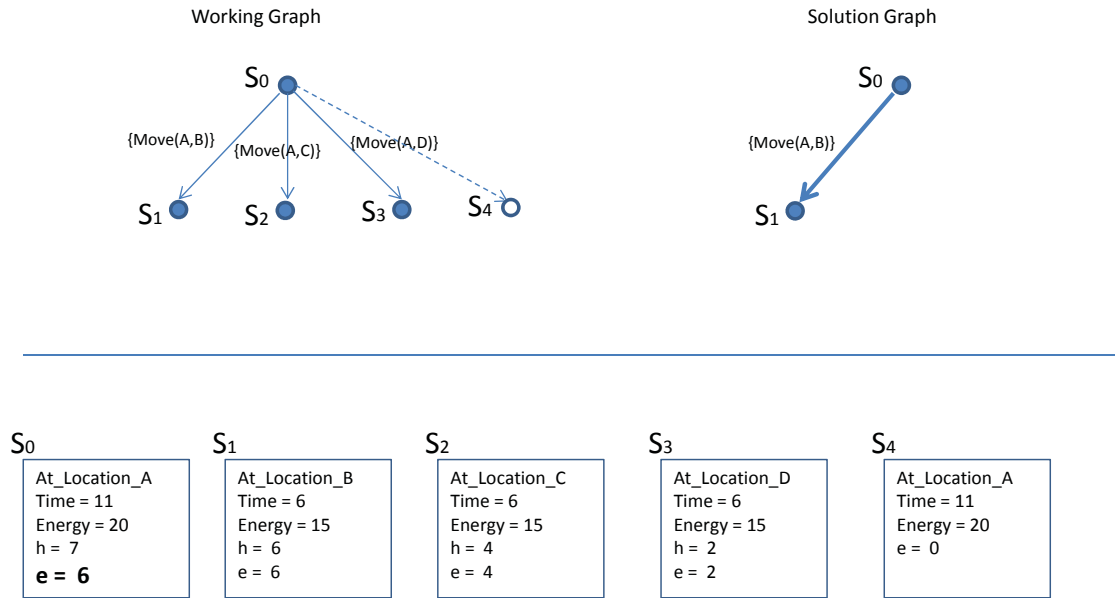 Working Graph
Solution Graph
S0
S0
{Move(A,B)}
{Move(A,C)}
{Move(A,D)}
{Move(A,B)}
S1
S2
S3
S4
S1
S0
S1
S2
S3
S4
At_Location_A
Time = 11
Energy = 20
h = 7
e = 6
At_Location_B
Time = 6
Energy = 15
h = 6
e = 6
At_Location_C
Time = 6
Energy = 15
h = 4
e = 4
At_Location_D
Time = 6
Energy = 15
h = 2
e = 2
At_Location_A
Time = 11
Energy = 20
e = 0